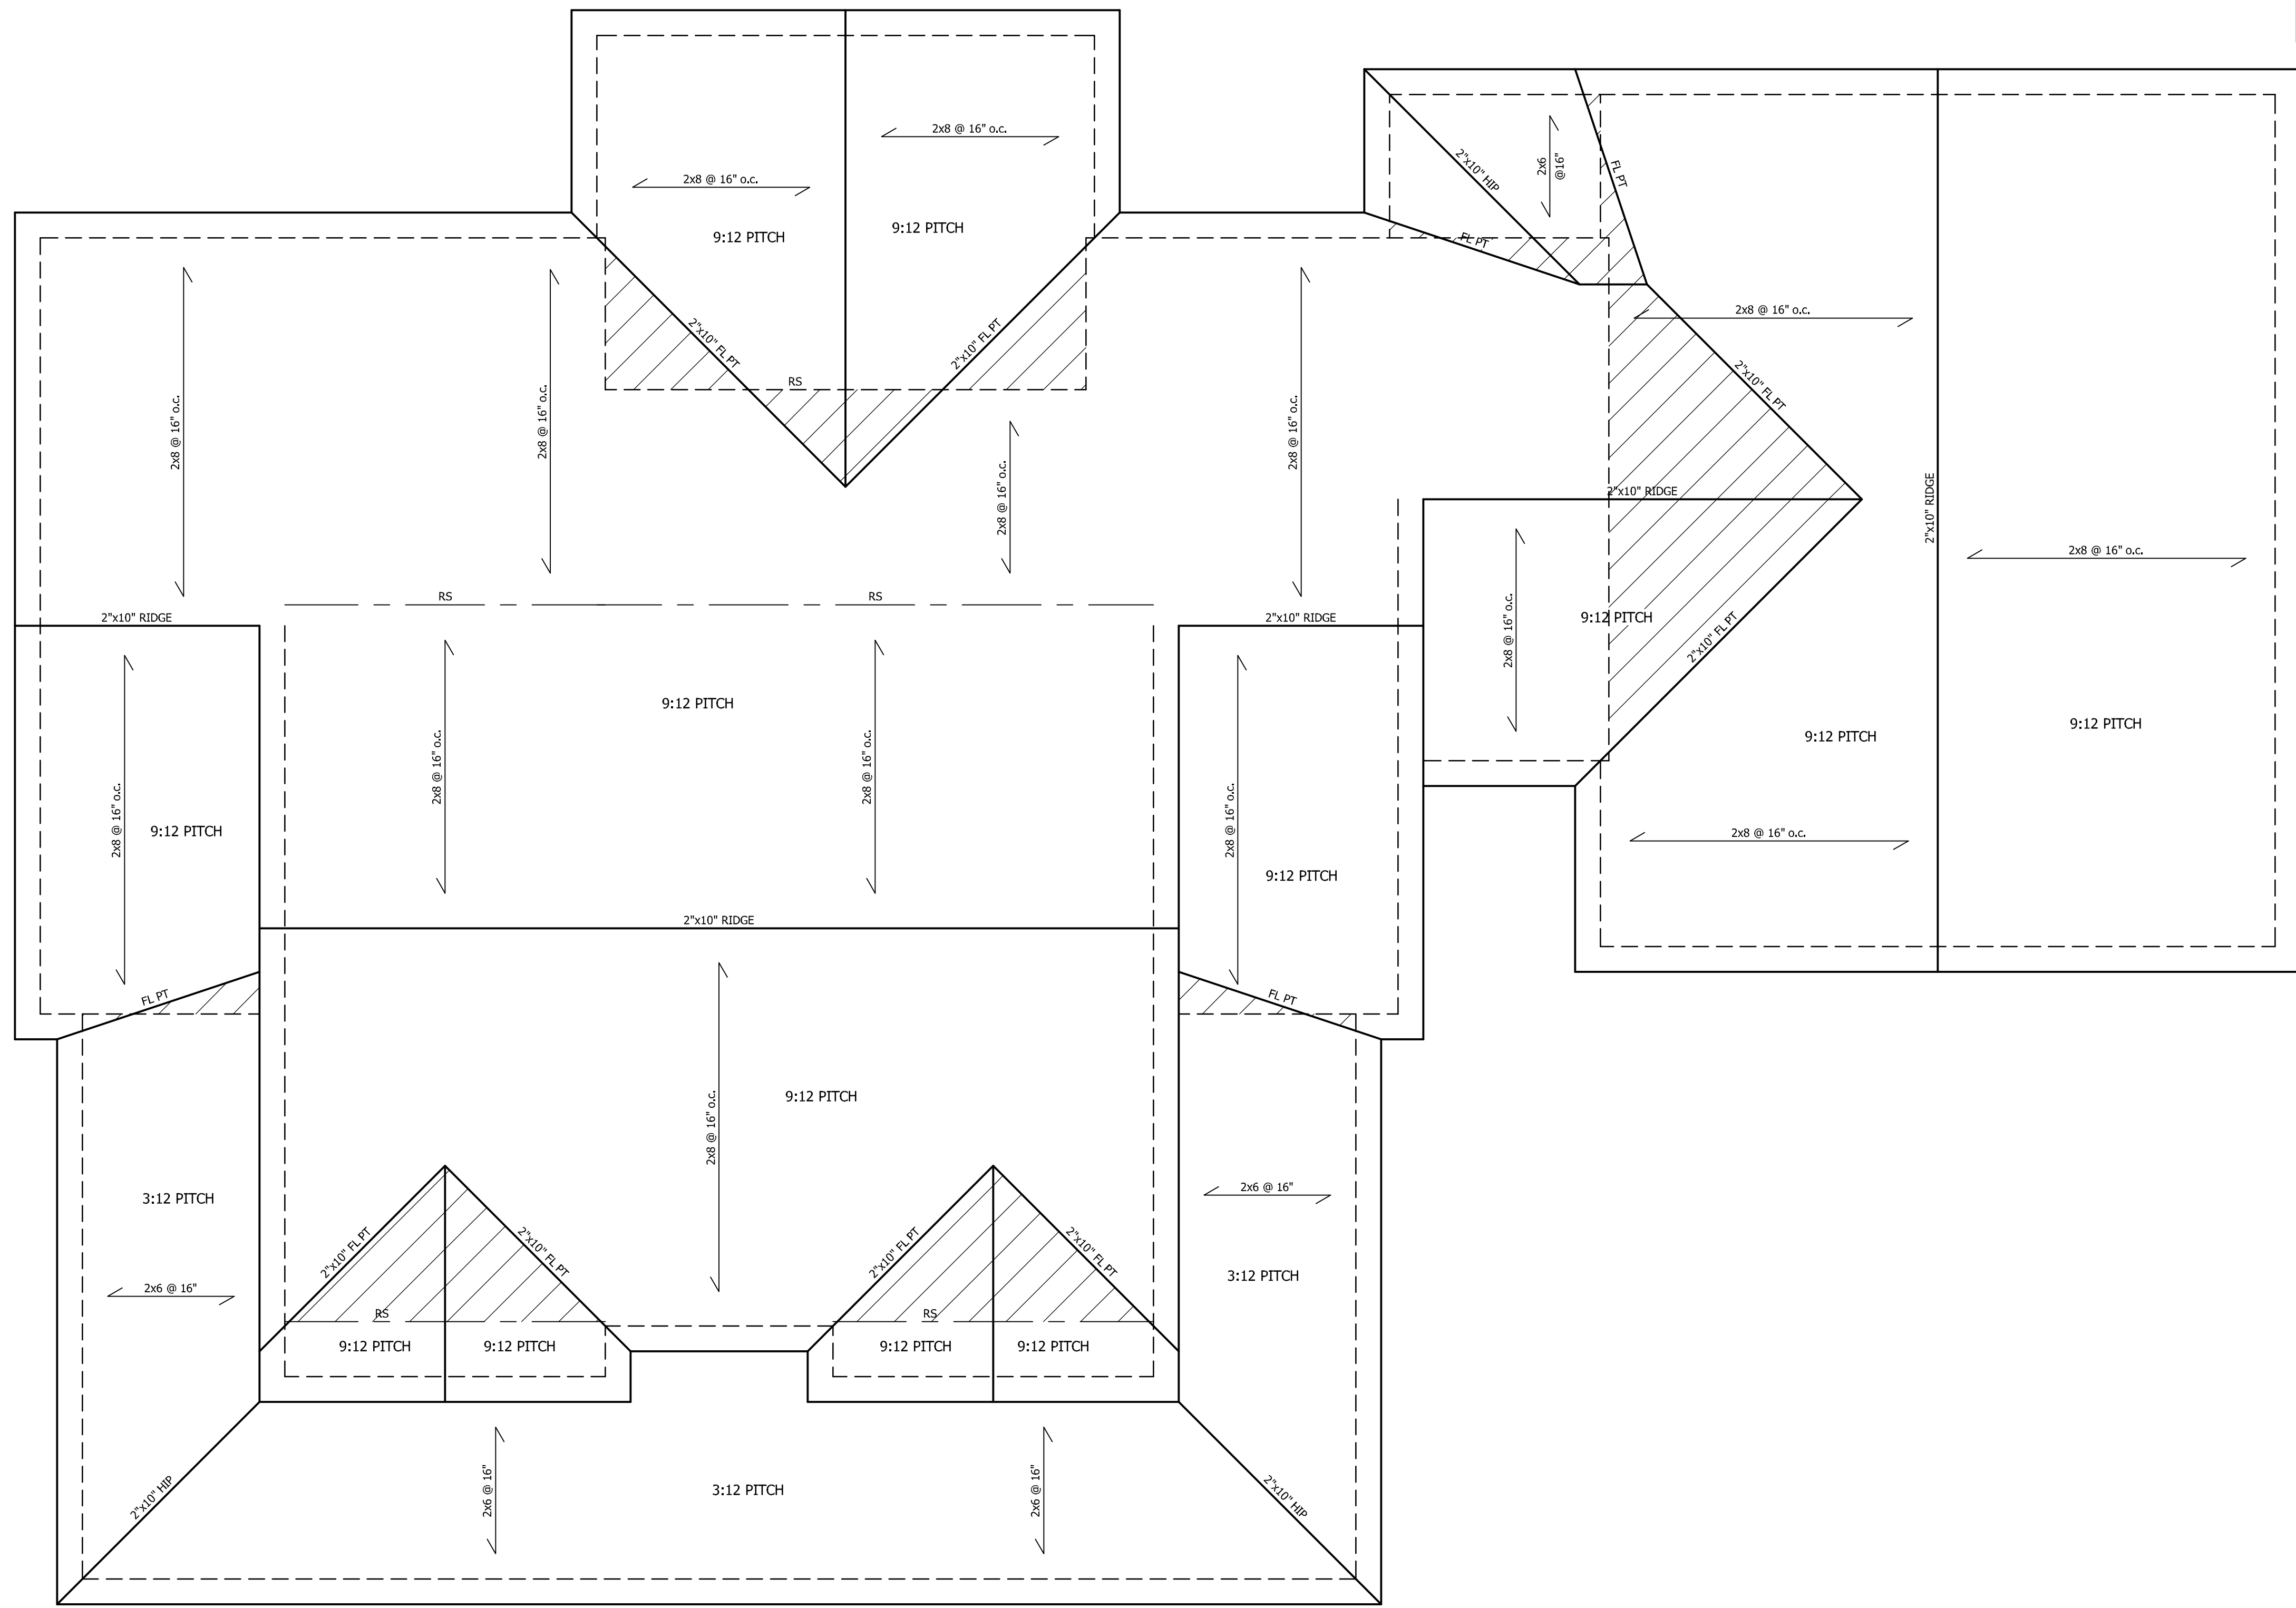 2x8 @ 16" o.c.
2x8 @ 16" o.c.
9:12 PITCH
9:12 PITCH
2"x10" HIP
2x6
@16"
FL PT
FL PT
2x8 @ 16" o.c.
2"x10" FL PT
2"x10" FL PT
2"x10" FL PT
RS
2x8 @ 16" o.c.
2x8 @ 16" o.c.
2x8 @ 16" o.c.
2x8 @ 16" o.c.
2"x10" RIDGE
2"x10" RIDGE
2x8 @ 16" o.c.
RS
RS
2"x10" RIDGE
2"x10" RIDGE
2x8 @ 16" o.c.
9:12 PITCH
2"x10" FL PT
9:12 PITCH
9:12 PITCH
9:12 PITCH
2x8 @ 16" o.c.
2x8 @ 16" o.c.
2x8 @ 16" o.c.
2x8 @ 16" o.c.
9:12 PITCH
2x8 @ 16" o.c.
9:12 PITCH
2"x10" RIDGE
FL PT
FL PT
9:12 PITCH
2x8 @ 16" o.c.
3:12 PITCH
2x6 @ 16"
2x6 @ 16"
3:12 PITCH
2"x10" FL PT
2"x10" FL PT
2"x10" FL PT
2"x10" FL PT
RS
RS
9:12 PITCH
9:12 PITCH
9:12 PITCH
9:12 PITCH
2"x10" HIP
2x6 @ 16"
3:12 PITCH
2x6 @ 16"
2"x10" HIP